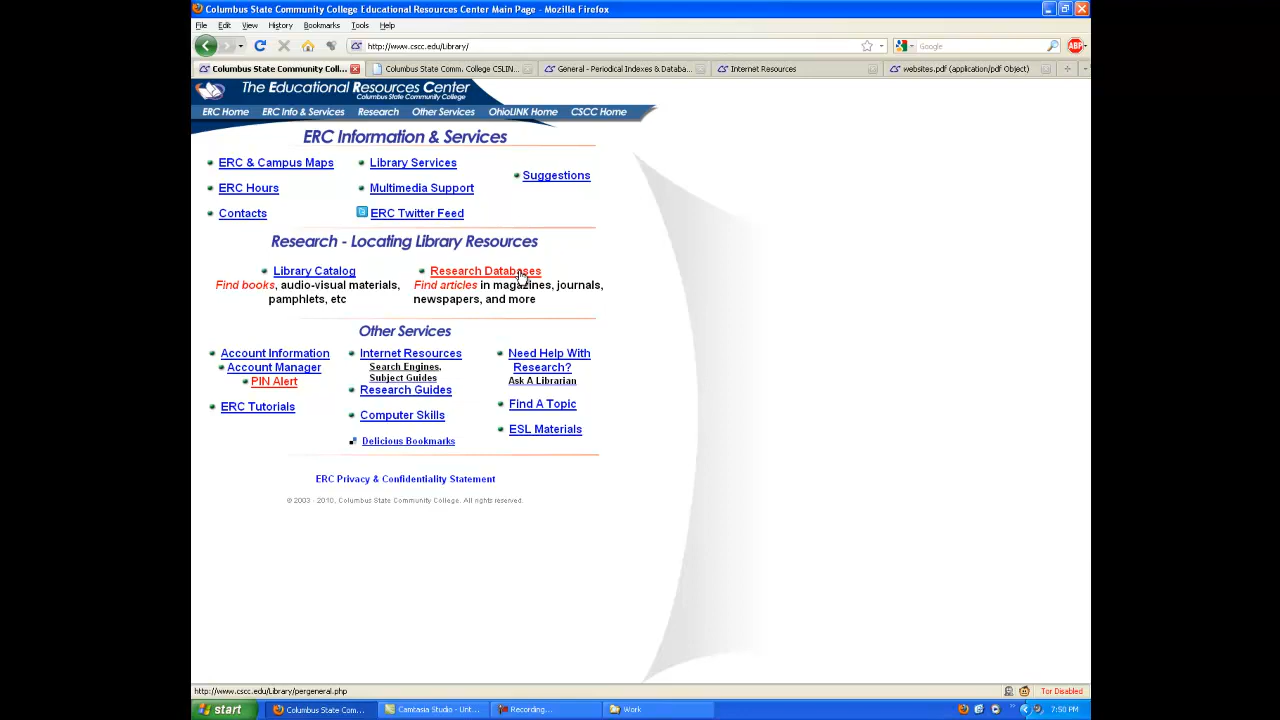 Columbus State Community College Educational Resources Center Main Page - Mozilla Firefox
File Edit View History Bookmarks Tools Help
http://www.cscc.edu/Library/
Google
ABP
Columbus State Community Coll...
Columbus State Comm. College CSLIN...
General - Periodical Indexes & Databa...
Internet Resources
websites.pdf (application/pdf Object)
The Educational Resources Center
Columbus State Community College
ERC Home ERC Info & Services Research Other Services OhioLINK Home CSCC Home
ERC Information & Services
ERC & Campus Maps Library Services
Suggestions
ERC Hours Multimedia Support
Contacts ERC Twitter Feed
Research - Locating Library Resources
Library Catalog
Find books, audio-visual materials,
pamphlets, etc
Research Databases
Find articles in magazines, journals,
newspapers, and more
Other Services
Account Information
Account Manager
PIN Alert
ERC Tutorials
Internet Resources
Search Engines,
Subject Guides
Research Guides
Computer Skills
Delicious Bookmarks
Need Help With
Research?
Ask A Librarian
Find A Topic
ESL Materials
ERC Privacy & Confidentiality Statement
© 2003 - 2010, Columbus State Community College. All rights reserved.
http://www.cscc.edu/Library/pergeneral.php
Tor Disabled
start
Columbus State Com...
Camtasia Studio - Unt...
Recording...
Work
7:50 PM